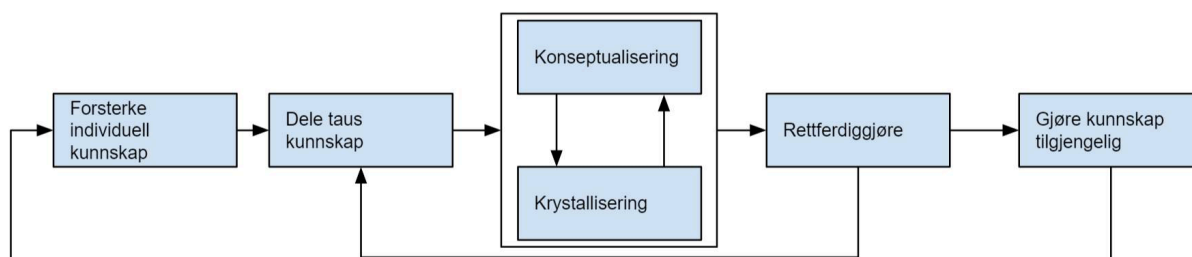 Forsterke
individuell
kunnskap
Dele taus
kunnskap
Konseptualisering
Krystallisering
Rettferdiggjøre
Gjøre kunnskap
tilgjengelig